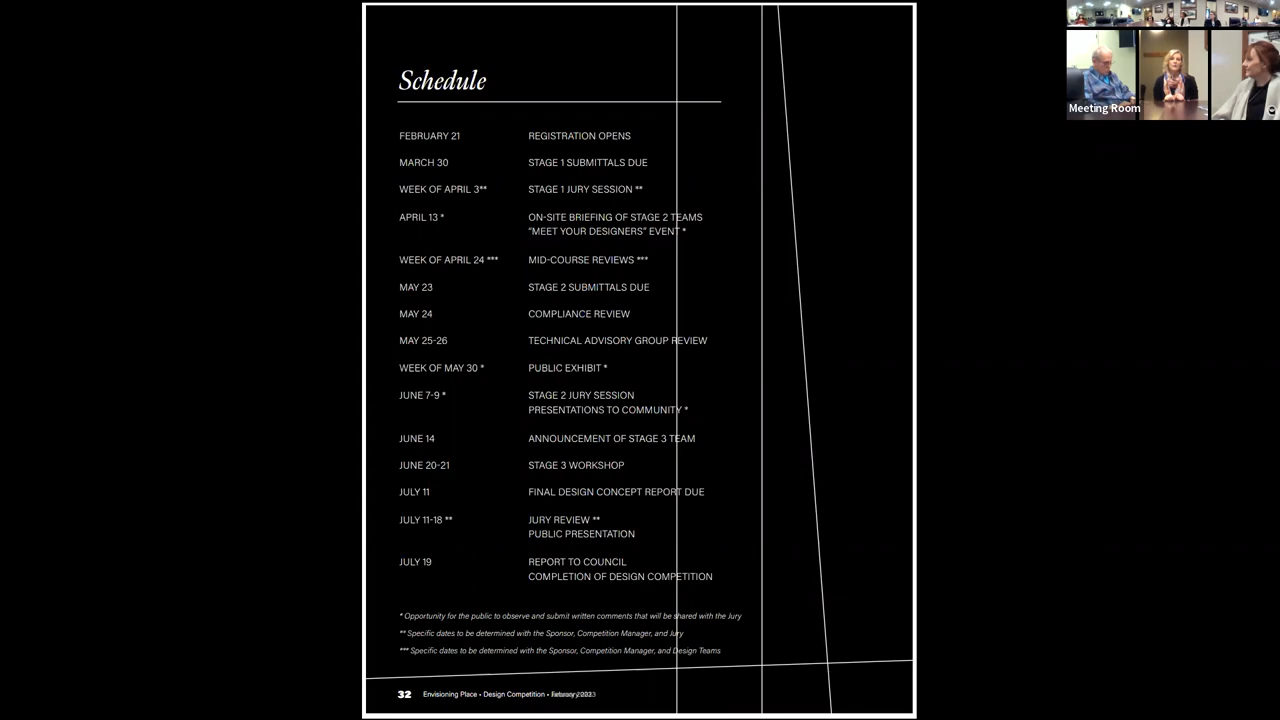 Schedule
FEBRUARY 21 REGISTRATION OPENS
MARCH 30 STAGE 1 SUBMITTALS DUE
WEEK OF APRIL 3** STAGE 1 JURY SESSION **
APRIL 13 * ON-SITE BRIEFING OF STAGE 2 TEAMS
"MEET YOUR DESIGNERS" EVENT *
WEEK OF APRIL 24 *** MID-COURSE REVIEWS ***
MAY 23 STAGE 2 SUBMITTALS DUE
MAY 24 COMPLIANCE REVIEW
MAY 25-26 TECHNICAL ADVISORY GROUP REVIEW
WEEK OF MAY 30 * PUBLIC EXHIBIT *
JUNE 7-9 * STAGE 2 JURY SESSION
PRESENTATIONS TO COMMUNITY *
JUNE 14 ANNOUNCEMENT OF STAGE 3 TEAM
JUNE 20-21 STAGE 3 WORKSHOP
JULY 11 FINAL DESIGN CONCEPT REPORT DUE
JULY 11-18 ** JURY REVIEW **
PUBLIC PRESENTATION
JULY 19 REPORT TO COUNCIL
COMPLETION OF DESIGN COMPETITION
* Opportunity for the public to observe and submit written comments that will be shared with the Jury
** Specific dates to be determined with the Sponsor, Competition Manager, and Jury
*** Specific dates to be determined with the Sponsor, Competition Manager, and Design Teams
32 Envisioning Place • Design Competition •
Meeting Room